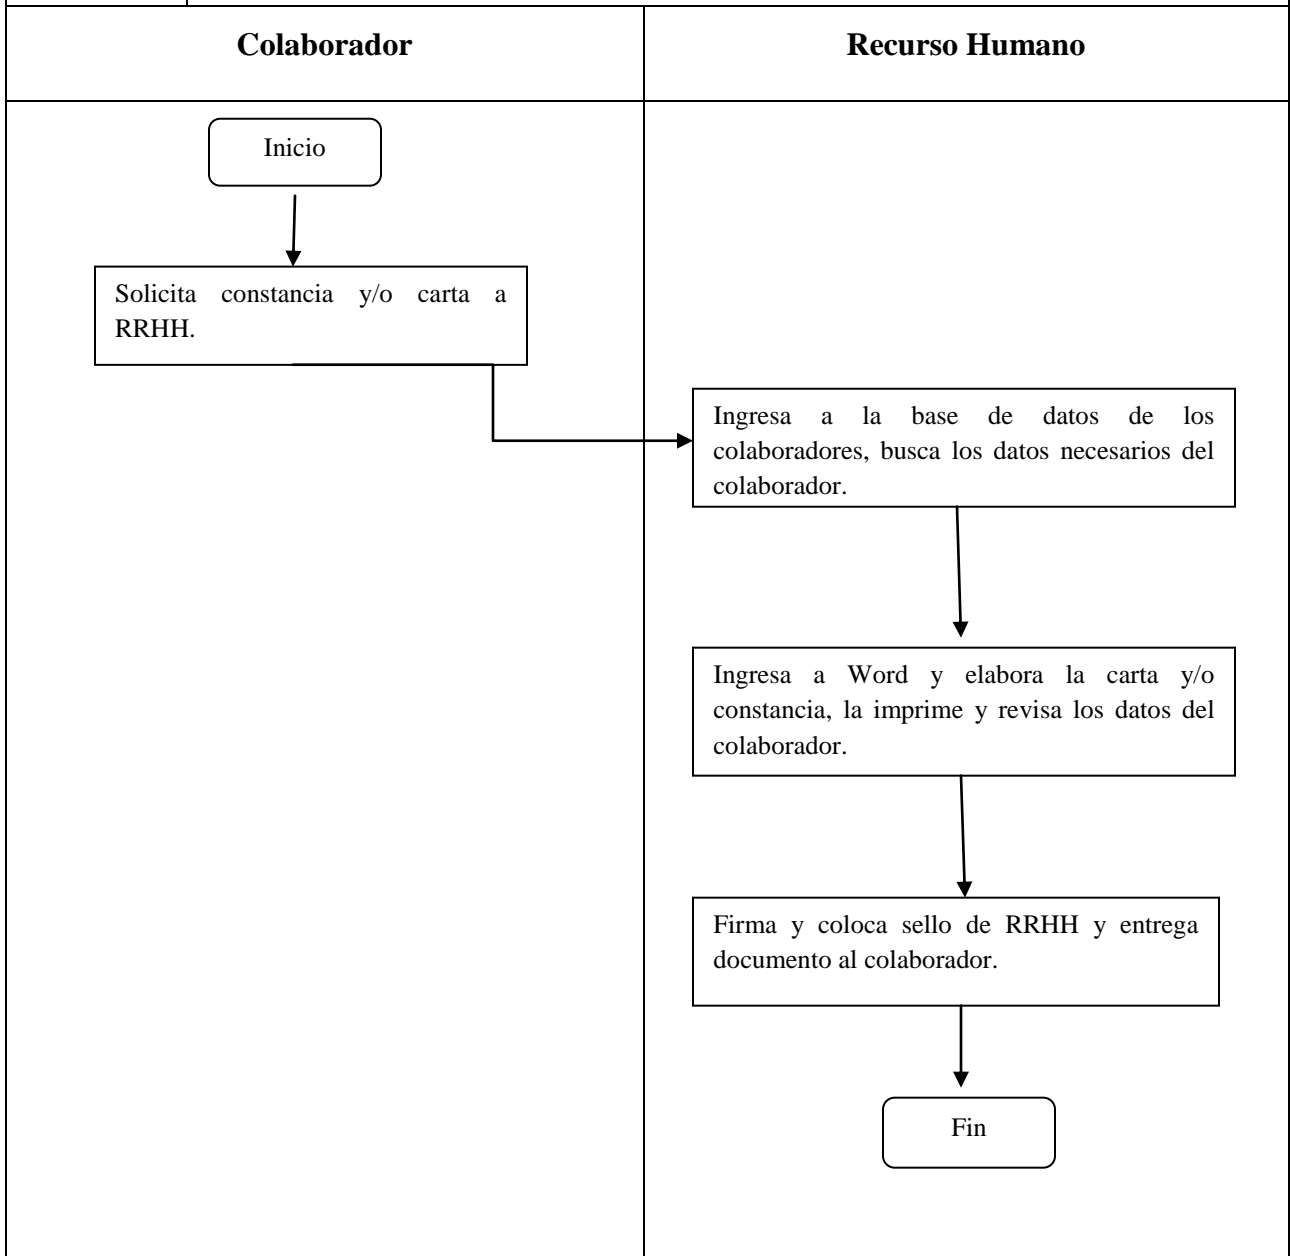 Colaborador
Recurso Humano
Inicio
Solicita constancia y/o carta a
RRHH.
Ingresa a la base de datos de los
colaboradores, busca los datos necesarios del
colaborador.
Ingresa a Word y elabora la carta y/o
constancia, la imprime y revisa los datos del
colaborador.
Firma y coloca sello de RRHH y entrega
documento al colaborador.
Fin